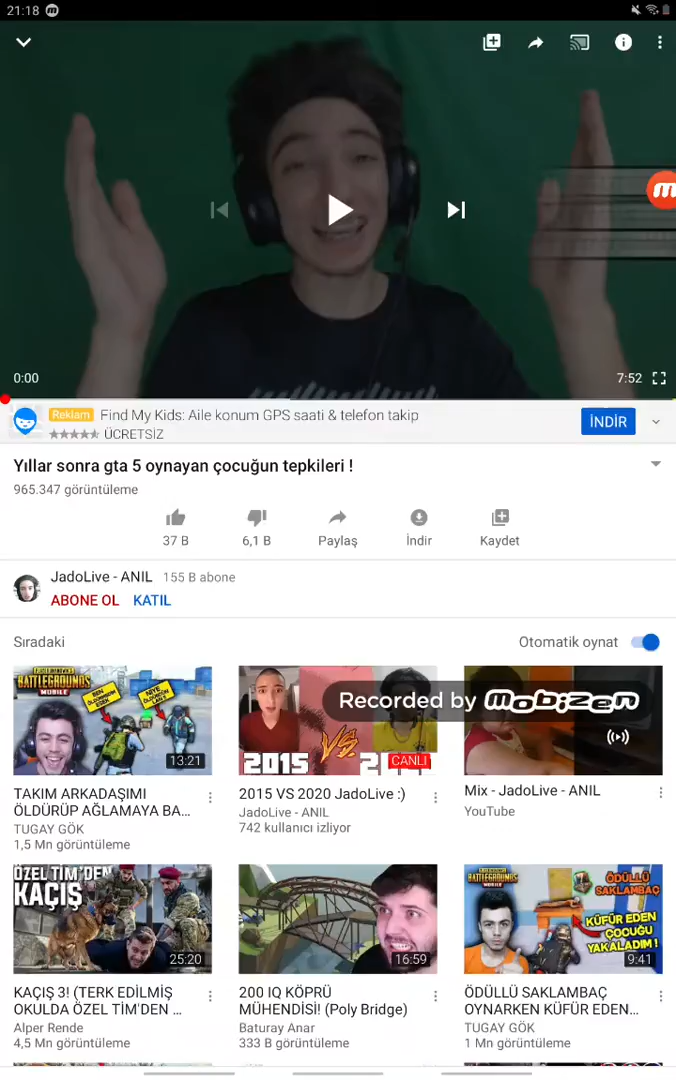 21:18
0:00
7:52
Reklam Find My Kids: Aile konum GPS saati & telefon takip
ÜCRETSİZ
İNDİR
Yıllar sonra gta 5 oynayan çocuğun tepkileri !
965.347 görüntüleme
37 B
6,1 B
Paylaş
İndir
Kaydet
JadoLive - ANIL 155 B abone
ABONE OL KATIL
Sıradaki
Otomatik oynat
Recorded by mobizen
BATTLEGROUNDS
MOBILE
13:21
2015 VS 2
CANLI
TAKIM ARKADAŞIMI
ÖLDÜRÜP AĞLAMAYA BA...
TUGAY GÖK
1,5 Mn görüntüleme
2015 VS 2020 JadoLive :)
JadoLive - ANIL
742 kullanıcı izliyor
Mix - JadoLive - ANIL
YouTube
ÖZEL TİM'DEN
KAÇIŞ
25:20
16:59
BATTLEGROUNDS
MOBILE
ÖDÜLLÜ
SAKLAMBAÇ
KÜFÜR EDEN
ÇOCUĞU
YAKALADIM !
9:41
KAÇIŞ 3! (TERK EDİLMİŞ
OKULDA ÖZEL TİM'DEN ...
Alper Rende
4,5 Mn görüntüleme
200 IQ KÖPRÜ
MÜHENDİSİ! (Poly Bridge)
Baturay Anar
333 B görüntüleme
ÖDÜLLÜ SAKLAMBAÇ
OYNARKEN KÜFÜR EDEN...
TUGAY GÖK
1 Mn görüntüleme